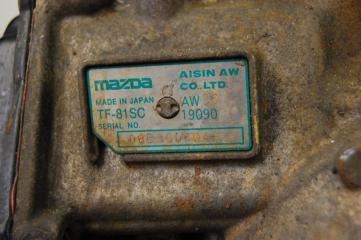 mazda AISIN AW
CO.,LTD.
MADE IN JAPAN AW
TF-81SC 19090
SERIAL NO.